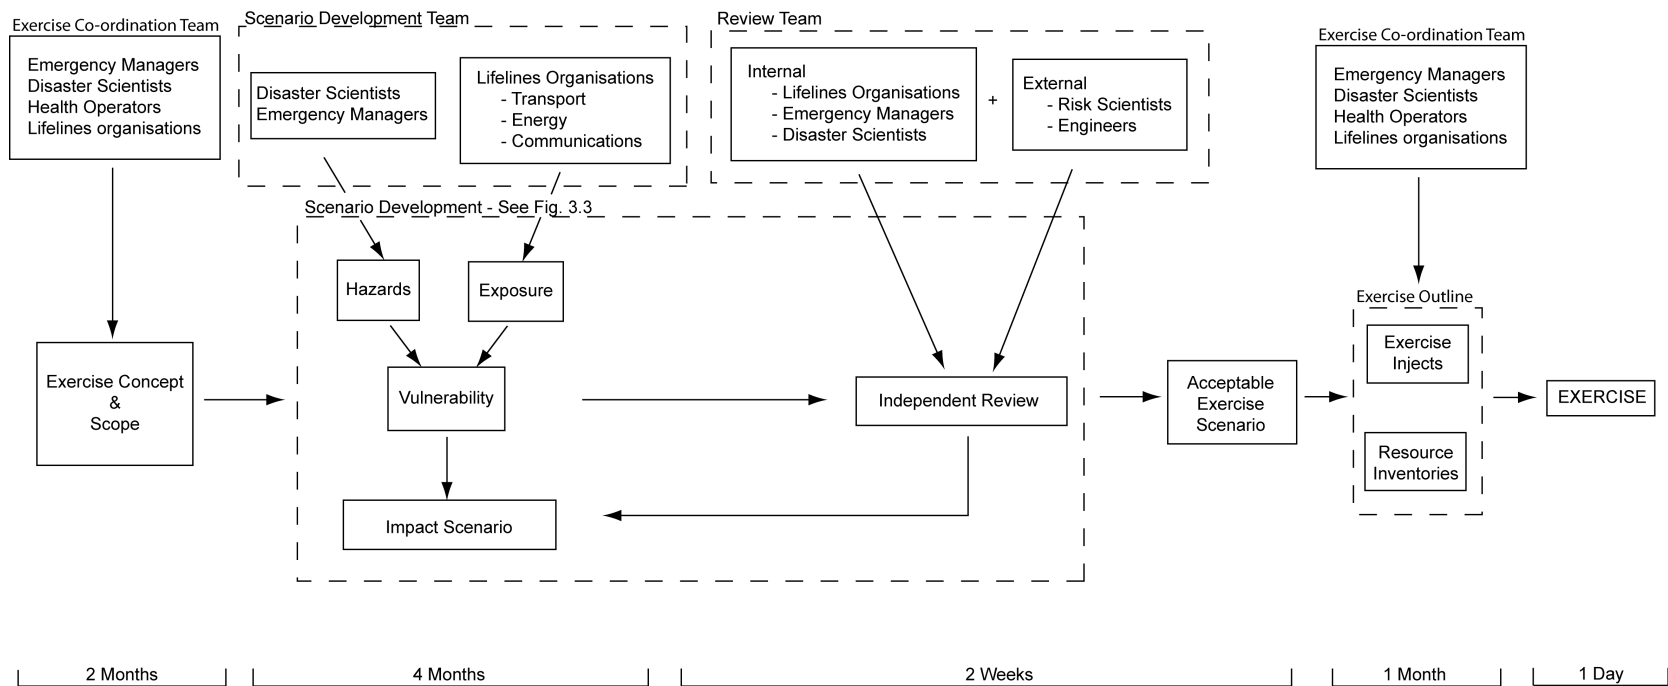 Exercise Co-ordination Team
Emergency Managers
Disaster Scientists
Health Operators
Lifelines organisations
Scenario Development Team
Disaster Scientists
Emergency Managers
Lifelines Organisations
- Transport
- Energy
- Communications
Review Team
Internal
- Lifelines Organisations
- Emergency Managers
- Disaster Scientists
+
External
- Risk Scientists
- Engineers
Exercise Co-ordination Team
Emergency Managers
Disaster Scientists
Health Operators
Lifelines organisations
Scenario Development - See Fig. 3.3
Hazards
Exposure
Vulnerability
Impact Scenario
Exercise Concept
&
Scope
Independent Review
Acceptable
Exercise
Scenario
Exercise Outline
Exercise
Injects
Resource
Inventories
EXERCISE
2 Months
4 Months
2 Weeks
1 Month
1 Day